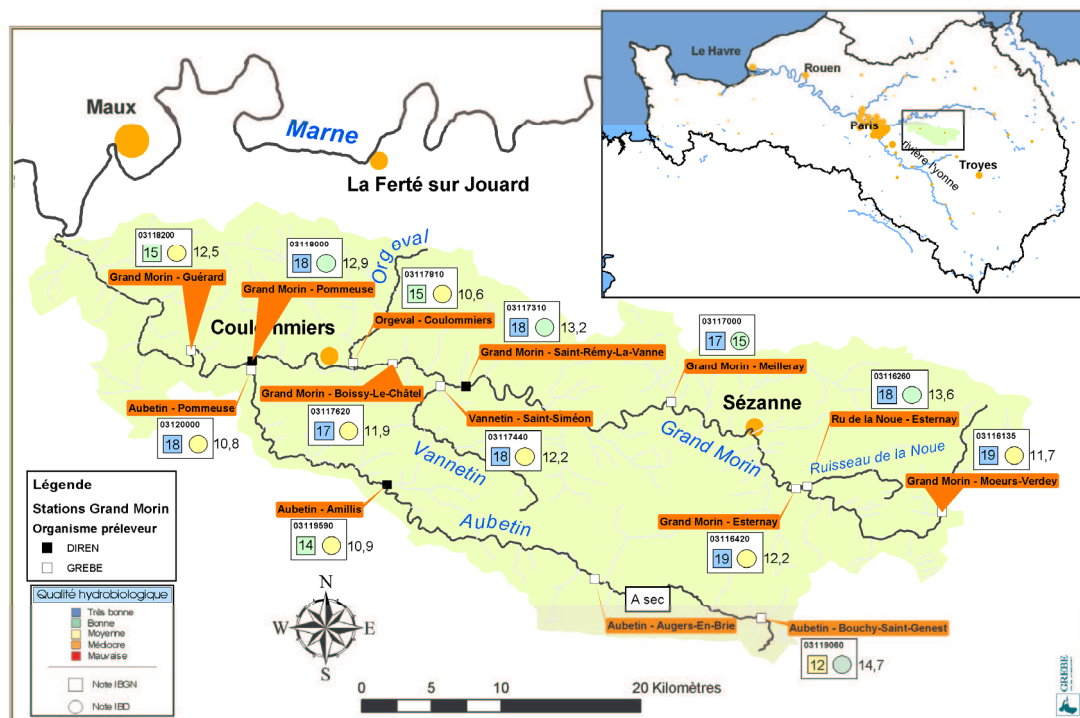 Le Havre
Rouen
Paris
rivière l'yonne
Troyes
Maux
Marne
La Ferté sur Jouard
Orgeval
03118200
15 12,5
Grand Morin - Guérard
03119000
18 12,9
Grand Morin - Pommeuse
03117810
15 10,6
Orgeval - Coulommiers
Coulommiers
03117310
18 13,2
Grand Morin - Saint-Rémy-La-Vanne
03117000
17 15
Grand Morin - Meilleray
03116260
18 13,6
Ru de la Noue - Esternay
Sézanne
Grand Morin
Ruisseau de la Noue
03116135
19 11,7
Grand Morin - Moeurs-Verdey
Aubetin - Pommeuse
03120000
18 10,8
Grand Morin - Boissy-Le-Châtel
03117620
17 11,9
Vannetin - Saint-Siméon
03117440
18 12,2
Vannetin
Grand Morin - Esternay
03116420
19 12,2
Aubetin - Amillis
03119590
14 10,9
Aubetin
A sec
Aubetin - Augers-En-Brie
Aubetin - Bouchy-Saint-Genest
03119060
12 14,7
Légende
Stations Grand Morin
Organisme préleveur
DIREN
GREBE
Qualité hydrobiologique
Très bonne
Bonne
Moyenne
Médiocre
Mauvaise
Note IBGN
Note IBD
N
W E
S
0 5 10 20 Kilomètres
GREBE